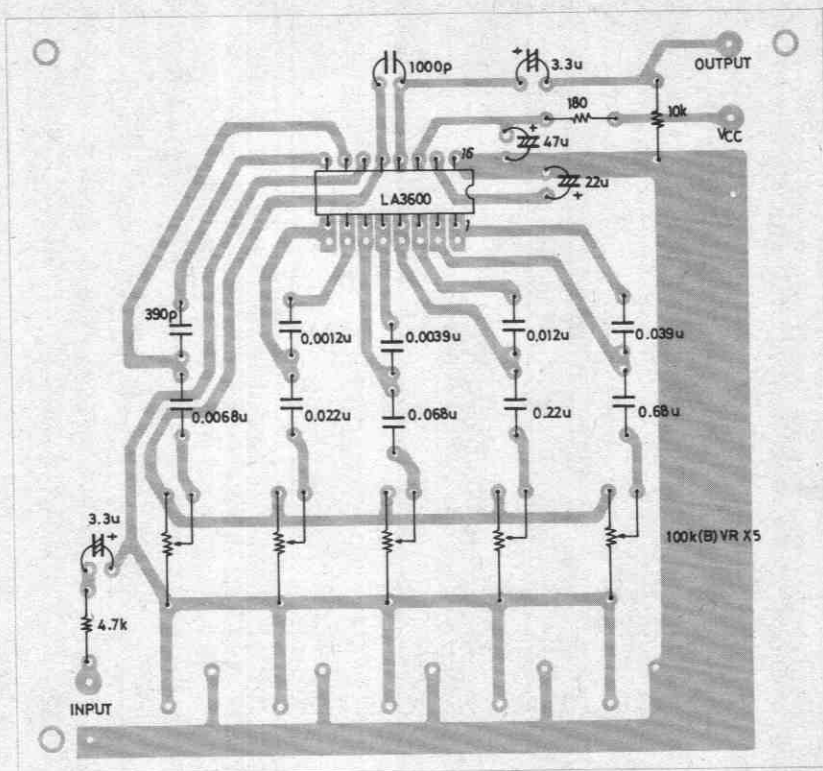 1000p
3.3u
OUTPUT
180
10k
VCC
47u
16
LA3600
22u
1
390p
0.0012u
0.0039u
0.012u
0.039u
0.0068u
0.022u
0.068u
0.22u
0.68u
3.3u
100k(B) VR X5
4.7k
INPUT